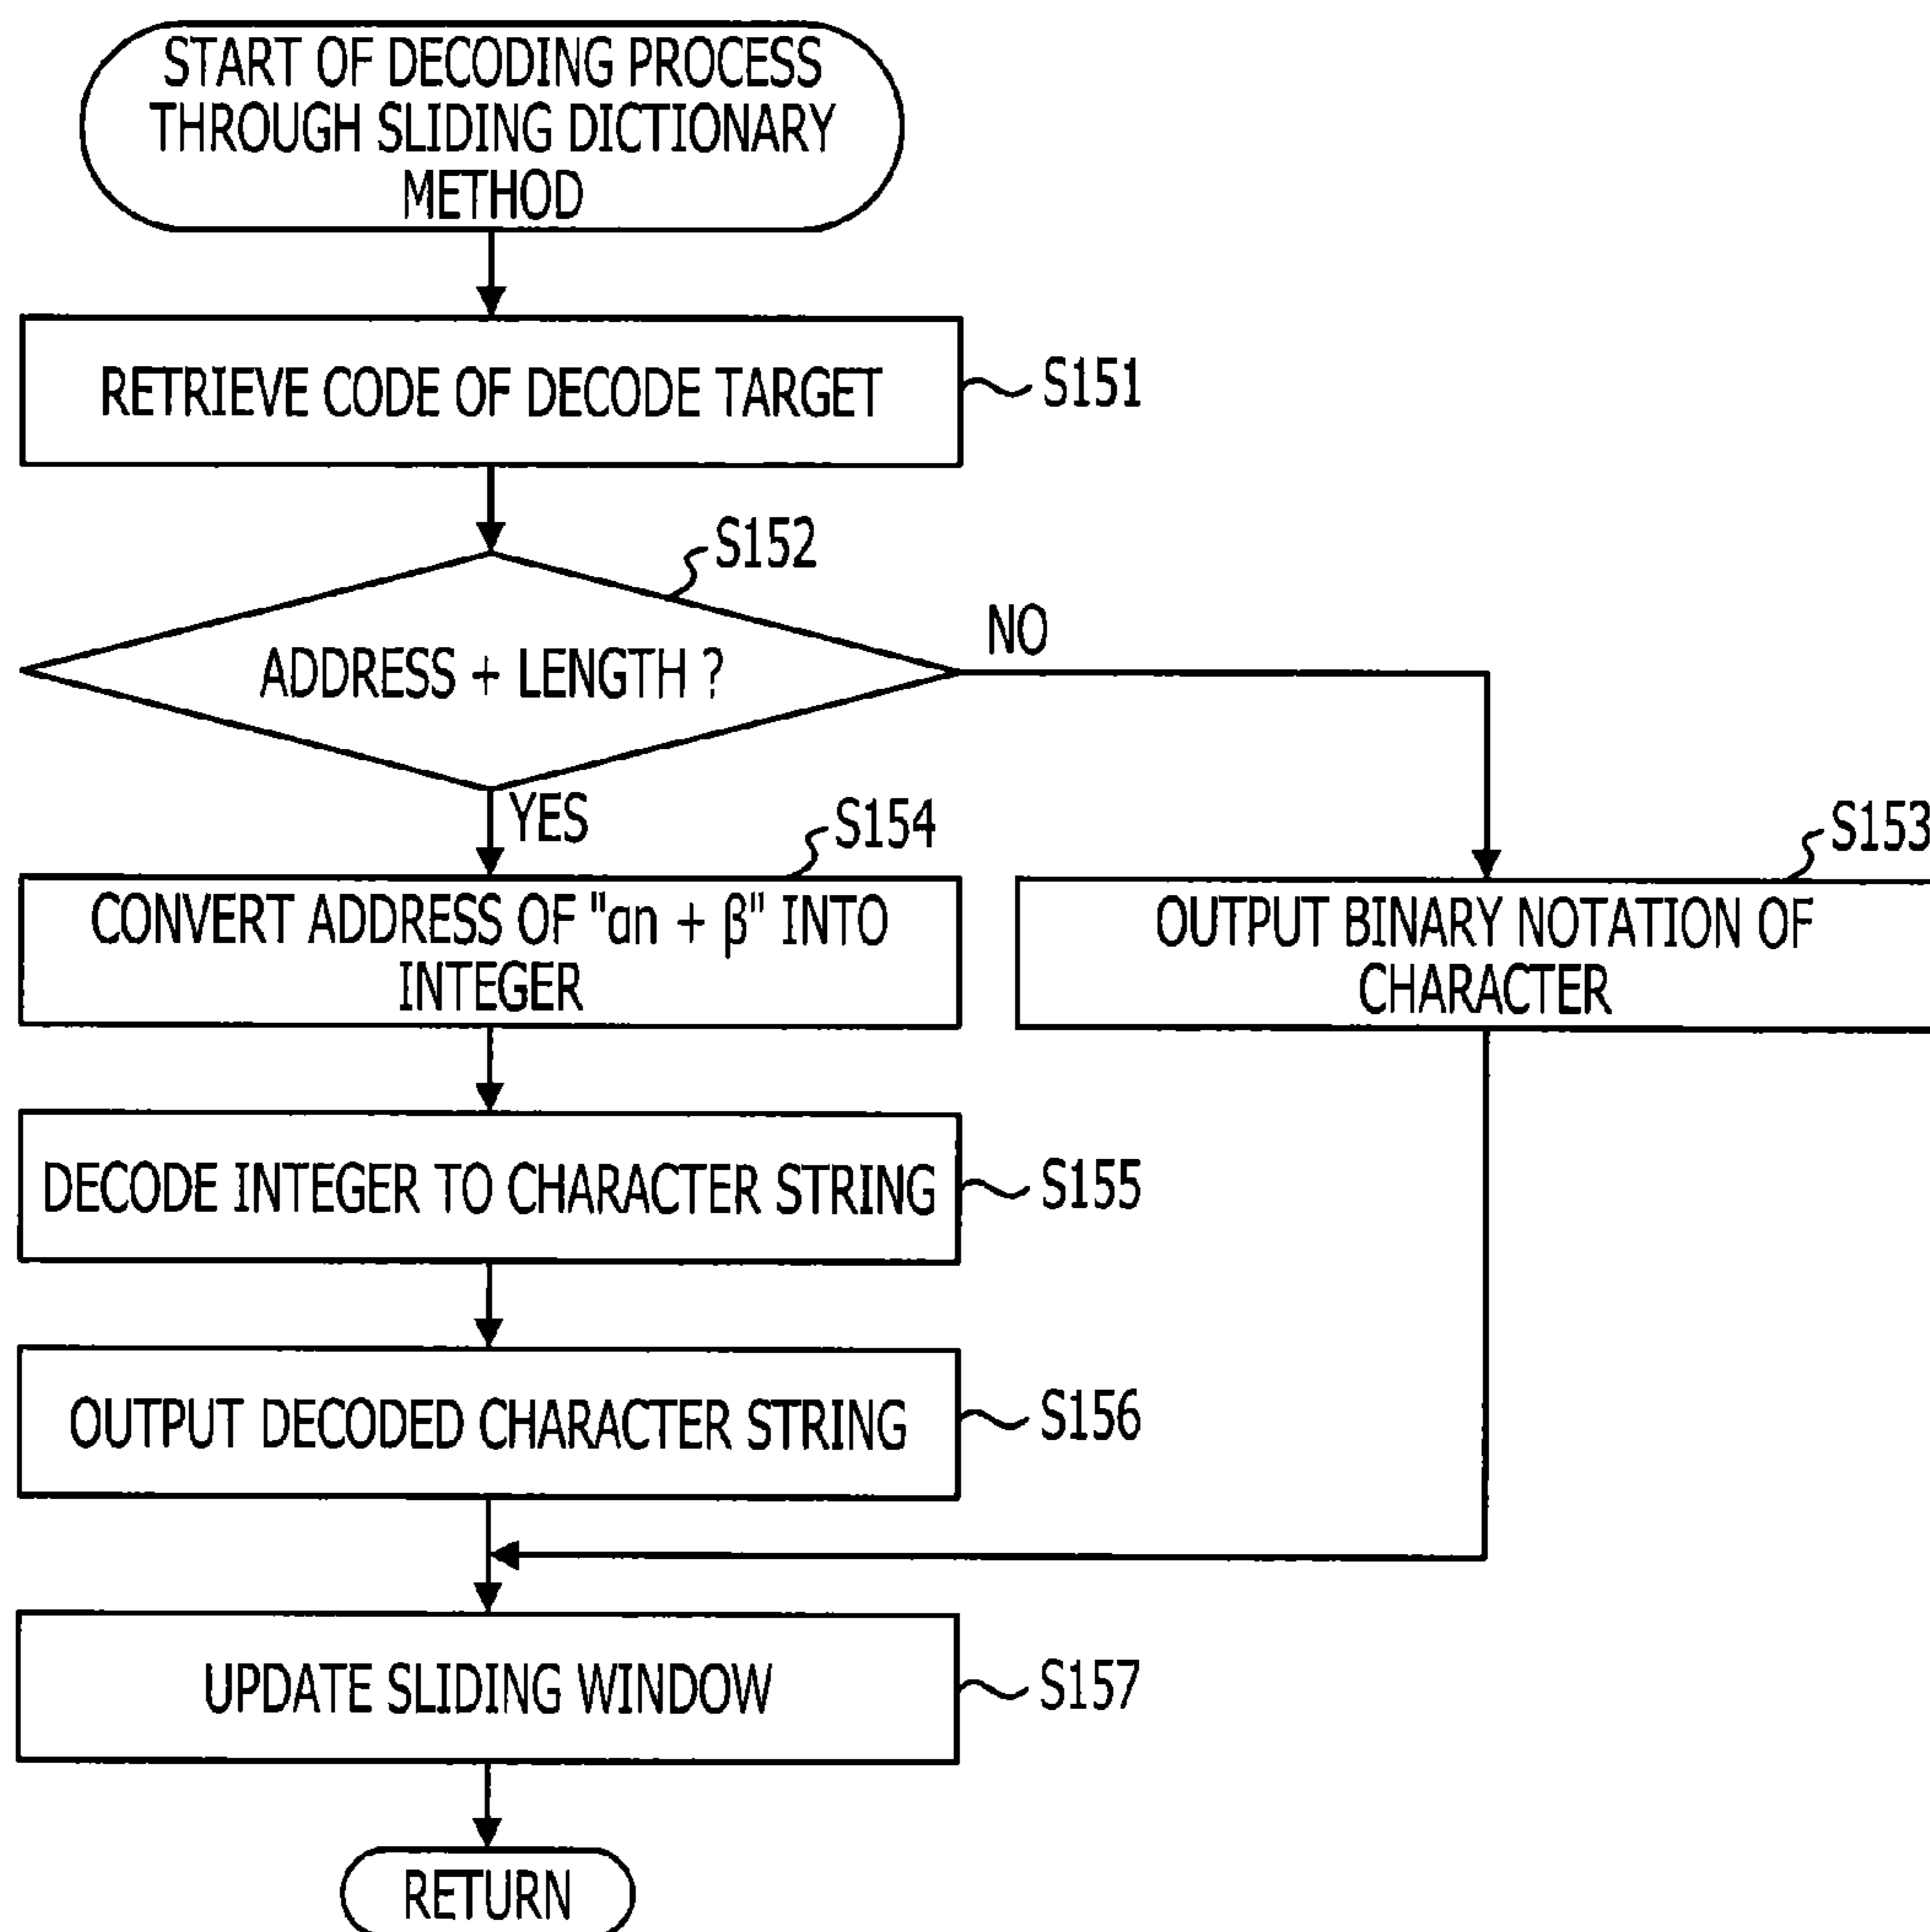 START OF DECODING PROCESS
THROUGH SLIDING DICTIONARY
METHOD
RETRIEVE CODE OF DECODE TARGET
S151
S152
ADDRESS + LENGTH ?
NO
YES
S154
CONVERT ADDRESS OF "αn + β" INTO
INTEGER
S153
OUTPUT BINARY NOTATION OF
CHARACTER
DECODE INTEGER TO CHARACTER STRING
S155
OUTPUT DECODED CHARACTER STRING
S156
UPDATE SLIDING WINDOW
S157
RETURN